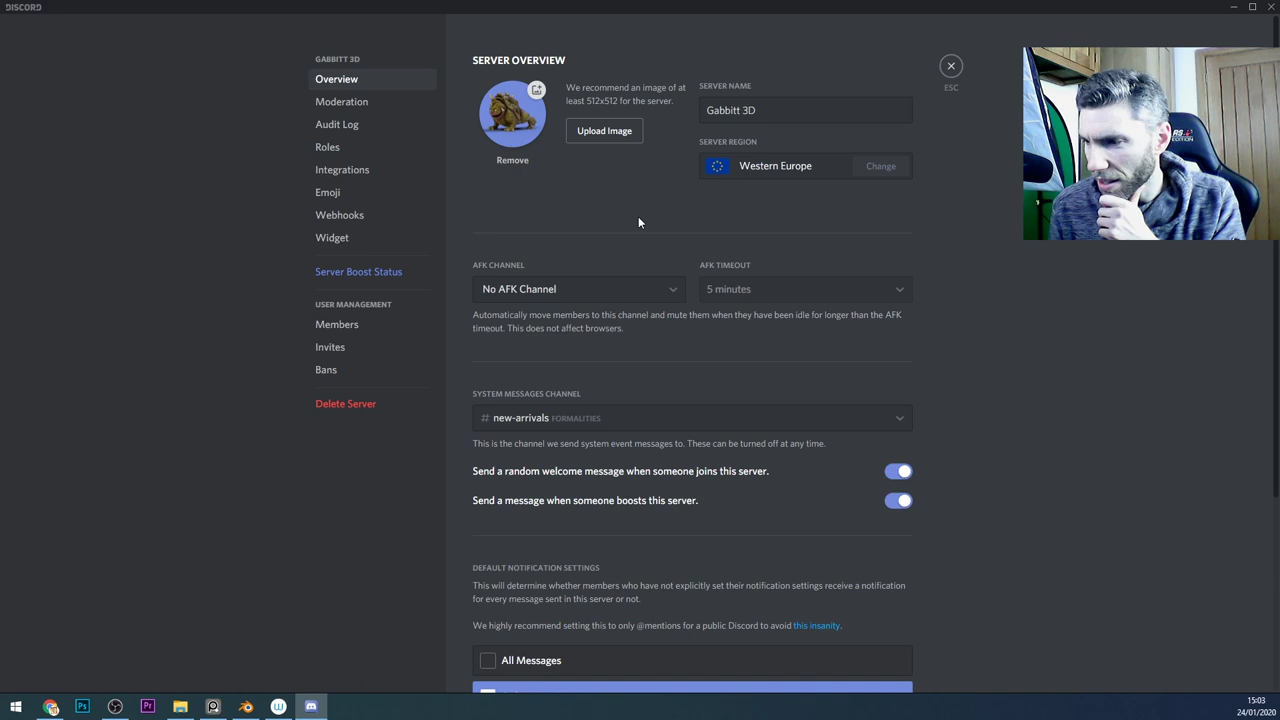 DISCORD
GABBITT 3D
Overview
Moderation
Audit Log
Roles
Integrations
Emoji
Webhooks
Widget
Server Boost Status
USER MANAGEMENT
Members
Invites
Bans
Delete Server
SERVER OVERVIEW
We recommend an image of at
least 512x512 for the server.
Upload Image
Remove
SERVER NAME
Gabbitt 3D
SERVER REGION
Western Europe Change
ESC
AFK CHANNEL
No AFK Channel
AFK TIMEOUT
5 minutes
Automatically move members to this channel and mute them when they have been idle for longer than the AFK
timeout. This does not affect browsers.
SYSTEM MESSAGES CHANNEL
# new-arrivals FORMALITIES
This is the channel we send system event messages to. These can be turned off at any time.
Send a random welcome message when someone joins this server.
Send a message when someone boosts this server.
DEFAULT NOTIFICATION SETTINGS
This will determine whether members who have not explicitly set their notification settings receive a notification
for every message sent in this server or not.
We highly recommend setting this to only @mentions for a public Discord to avoid this insanity.
All Messages
RS
EDITION
Ps
Pr
15:03
24/01/2020